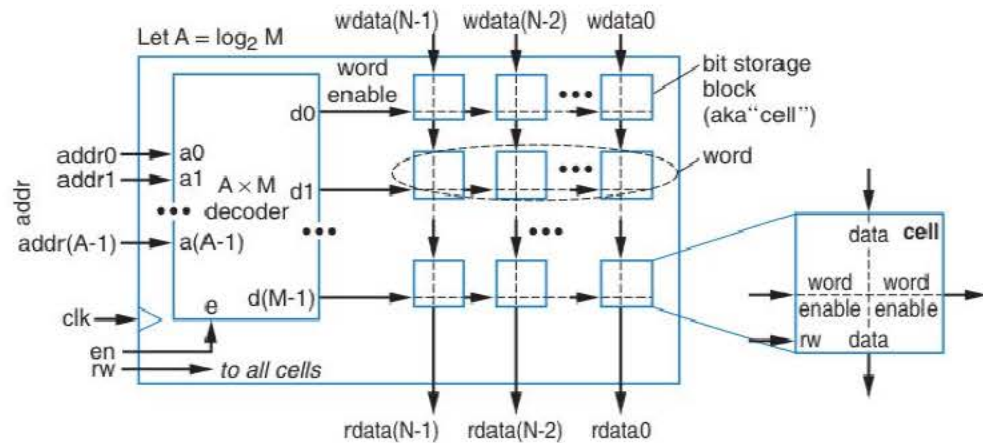 Let A = log₂ M
wdata(N-1) wdata(N-2) wdata0
word enable
bit storage block (aka“cell”)
d0
addr
addr0 a0
addr1 a1
A × M decoder
d1
word
addr(A-1) a(A-1)
d(M-1)
clk
e
en
rw to all cells
data cell
word word
enable enable
rw data
rdata(N-1) rdata(N-2) rdata0